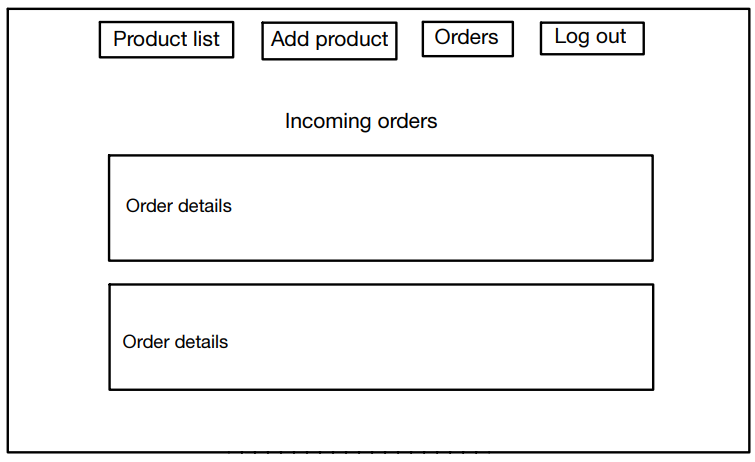 Product list
Add product
Orders
Log out
Incoming orders
Order details
Order details